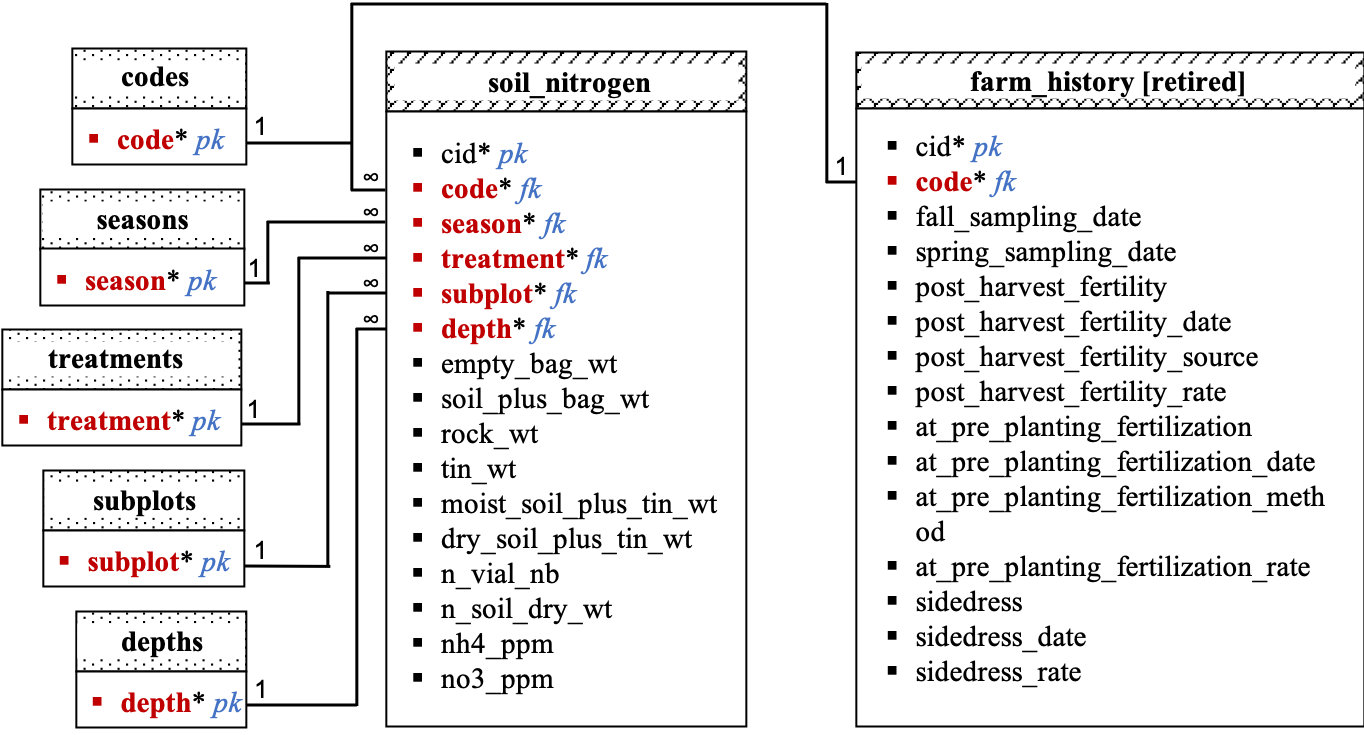 codes
▪ code* pk
1
seasons
▪ season* pk
1
treatments
▪ treatment* pk
1
subplots
▪ subplot* pk
1
depths
▪ depth* pk
1
soil_nitrogen
▪ cid* pk
∞
▪ code* fk
∞
▪ season* fk
∞
▪ treatment* fk
∞
▪ subplot* fk
∞
▪ depth* fk
▪ empty_bag_wt
▪ soil_plus_bag_wt
▪ rock_wt
▪ tin_wt
▪ moist_soil_plus_tin_wt
▪ dry_soil_plus_tin_wt
▪ n_vial_nb
▪ n_soil_dry_wt
▪ nh4_ppm
▪ no3_ppm
farm_history [retired]
▪ cid* pk
1
▪ code* fk
▪ fall_sampling_date
▪ spring_sampling_date
▪ post_harvest_fertility
▪ post_harvest_fertility_date
▪ post_harvest_fertility_source
▪ post_harvest_fertility_rate
▪ at_pre_planting_fertilization
▪ at_pre_planting_fertilization_date
▪ at_pre_planting_fertilization_meth
od
▪ at_pre_planting_fertilization_rate
▪ sidedress
▪ sidedress_date
▪ sidedress_rate